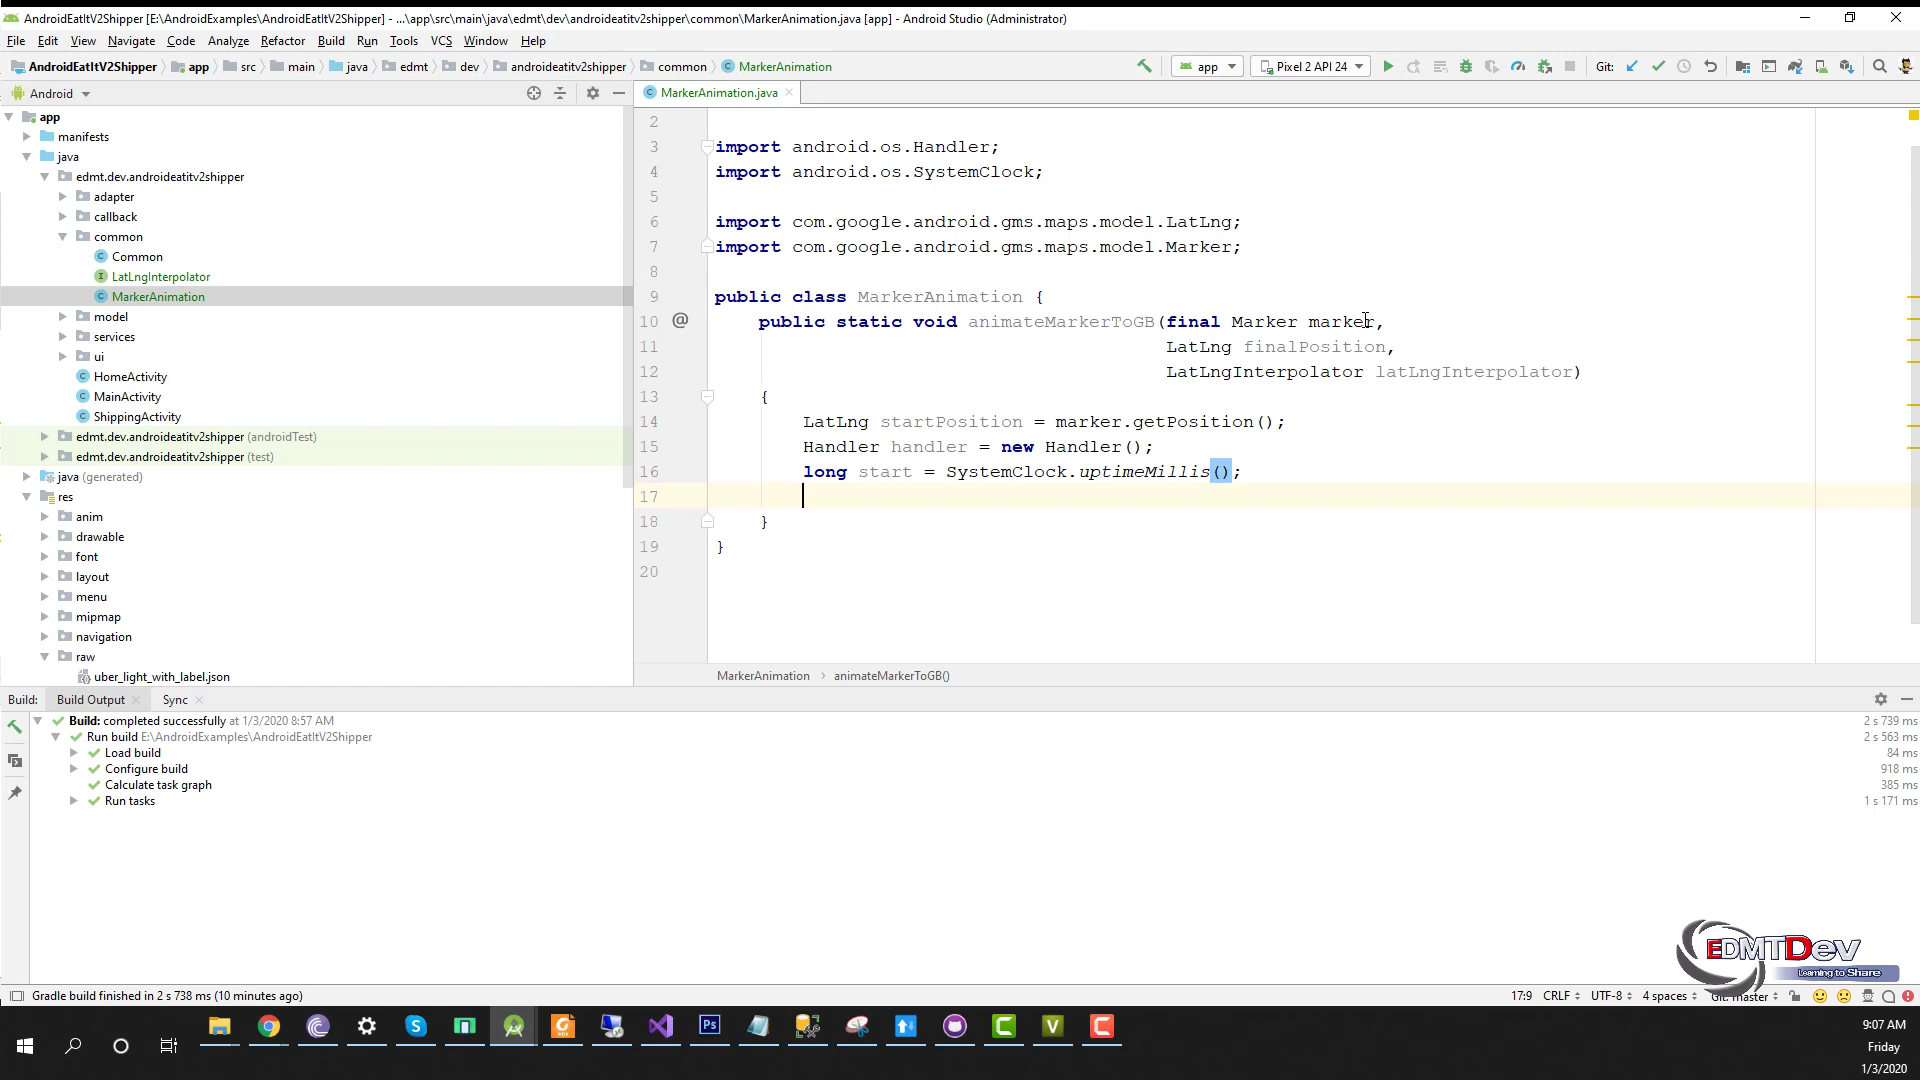 AndroidEatItV2Shipper [E:\AndroidExamples\AndroidEatItV2Shipper] - ...\app\src\main\java\edmt\dev\androideatitv2shipper\common\MarkerAnimation.java [app] - Android Studio (Administrator)
File Edit View Navigate Code Analyze Refactor Build Run Tools VCS Window Help
AndroidEatItV2Shipper app src main java edmt dev androideatitv2shipper common MarkerAnimation app Pixel 2 API 24 Git:
Android MarkerAnimation.java
app
manifests
java
edmt.dev.androideatitv2shipper
adapter
callback
common
Common
LatLngInterpolator
MarkerAnimation
model
services
ui
HomeActivity
MainActivity
ShippingActivity
edmt.dev.androideatitv2shipper (androidTest)
edmt.dev.androideatitv2shipper (test)
java (generated)
res
anim
drawable
font
layout
menu
mipmap
navigation
raw
uber_light_with_label.json
2
3 import android.os.Handler;
4 import android.os.SystemClock;
5
6 import com.google.android.gms.maps.model.LatLng;
7 import com.google.android.gms.maps.model.Marker;
8
9 public class MarkerAnimation {
10 @ public static void animateMarkerToGB(final Marker marker,
11 LatLng finalPosition,
12 LatLngInterpolator latLngInterpolator)
13 {
14 LatLng startPosition = marker.getPosition();
15 Handler handler = new Handler();
16 long start = SystemClock.uptimeMillis();
17
18 }
19 }
20
MarkerAnimation › animateMarkerToGB()
Build: Build Output Sync
Build: completed successfully at 1/3/2020 8:57 AM 2 s 739 ms
Run build E:\AndroidExamples\AndroidEatItV2Shipper 2 s 563 ms
Load build 84 ms
Configure build 918 ms
Calculate task graph 385 ms
Run tasks 1 s 171 ms
EDMTDev
Learning to Share
Gradle build finished in 2 s 738 ms (10 minutes ago) 17:9 CRLF UTF-8 4 spaces Git: master
9:07 AM
Friday
1/3/2020